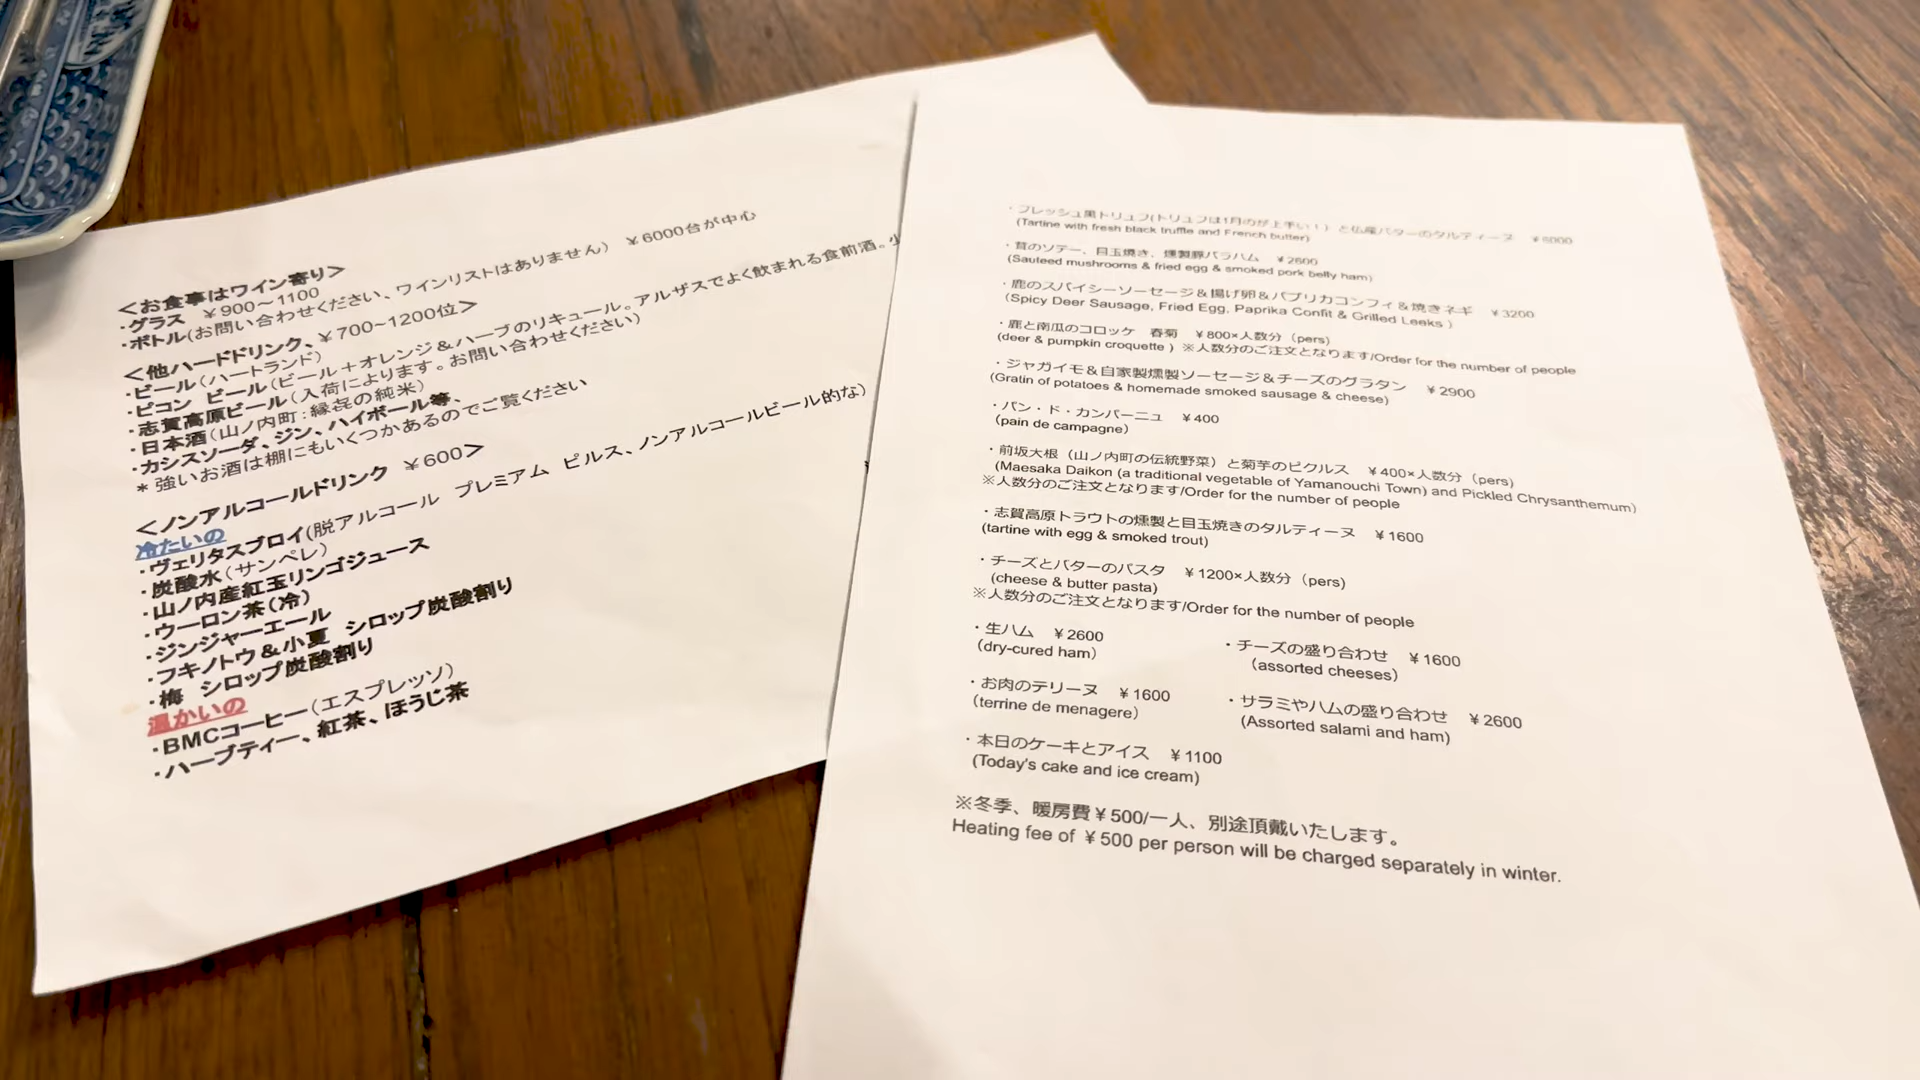 ＜お食事はワイン寄り＞
・グラス　￥900～1100
・ボトル(お問い合わせください、ワインリストはありません)　￥6000台が中心
＜他ハードドリンク、￥700~1200位＞
・ビール(ハートランド)
・ピコン　ビール(ビール＋オレンジ＆ハーブのリキュール。アルザスでよく飲まれる食前酒。
・志賀高原ビール(入荷によります。お問い合わせください)
・日本酒(山ノ内町：縁㐂の純米)
・カシスソーダ、ジン、ハイボール等、
＊強いお酒は棚にもいくつかあるのでご覧ください
＜ノンアルコールドリンク　￥600＞
冷たいの
・ヴェリタスブロイ(脱アルコール　プレミアム　ピルス、ノンアルコールビール的な)
・炭酸水(サンペレ)
・山ノ内産紅玉リンゴジュース
・ウーロン茶(冷)
・ジンジャーエール
・フキノトウ＆小夏　シロップ炭酸割り
・梅　シロップ炭酸割り
温かいの
・BMCコーヒー(エスプレッソ)
・ハーブティー、紅茶、ほうじ茶
・フレッシュ黒トリュフ(トリュフは1月のが上手い！)と仏産バターのタルティーヌ
(Tartine with fresh black truffle and French butter)
・茸のソテー、目玉焼き、燻製豚バラハム　￥2600
(Sauteed mushrooms & fried egg & smoked pork belly ham)
・鹿のスパイシーソーセージ＆揚げ卵＆パプリカコンフィ＆焼きネギ　￥3200
(Spicy Deer Sausage, Fried Egg, Paprika Confit & Grilled Leeks )
・鹿と南瓜のコロッケ　春菊　￥800×人数分（pers)
(deer & pumpkin croquette ) ※人数分のご注文となります/Order for the number of people
・ジャガイモ＆自家製燻製ソーセージ＆チーズのグラタン　￥2900
(Gratin of potatoes & homemade smoked sausage & cheese)
・パン・ド・カンパーニュ　￥400
(pain de campagne)
・前坂大根（山ノ内町の伝統野菜）と菊芋のピクルス　￥400×人数分（pers)
(Maesaka Daikon (a traditional vegetable of Yamanouchi Town) and Pickled Chrysanthemum)
※人数分のご注文となります/Order for the number of people
・志賀高原トラウトの燻製と目玉焼きのタルティーヌ　￥1600
(tartine with egg & smoked trout)
・チーズとバターのパスタ　￥1200×人数分（pers)
(cheese & butter pasta)
※人数分のご注文となります/Order for the number of people
・生ハム　￥2600
(dry-cured ham）
・チーズの盛り合わせ　￥1600
（assorted cheeses）
・お肉のテリーヌ　￥1600
（terrine de menagere）
・サラミやハムの盛り合わせ　￥2600
(Assorted salami and ham)
・本日のケーキとアイス　￥1100
(Today's cake and ice cream)
※冬季、暖房費￥500/一人、別途頂戴いたします。
Heating fee of ￥500 per person will be charged separately in winter.